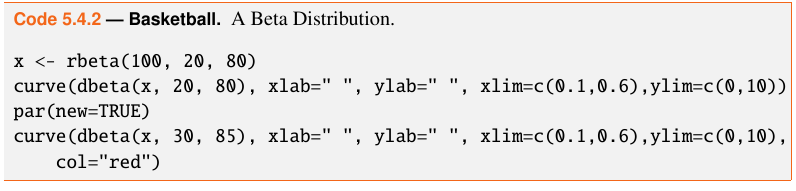 Code 5.4.2 — Basketball. A Beta Distribution.
x <- rbeta(100, 20, 80)
curve(dbeta(x, 20, 80), xlab=" ", ylab=" ", xlim=c(0.1,0.6),ylim=c(0,10))
par(new=TRUE)
curve(dbeta(x, 30, 85), xlab=" ", ylab=" ", xlim=c(0.1,0.6),ylim=c(0,10),
    col="red")